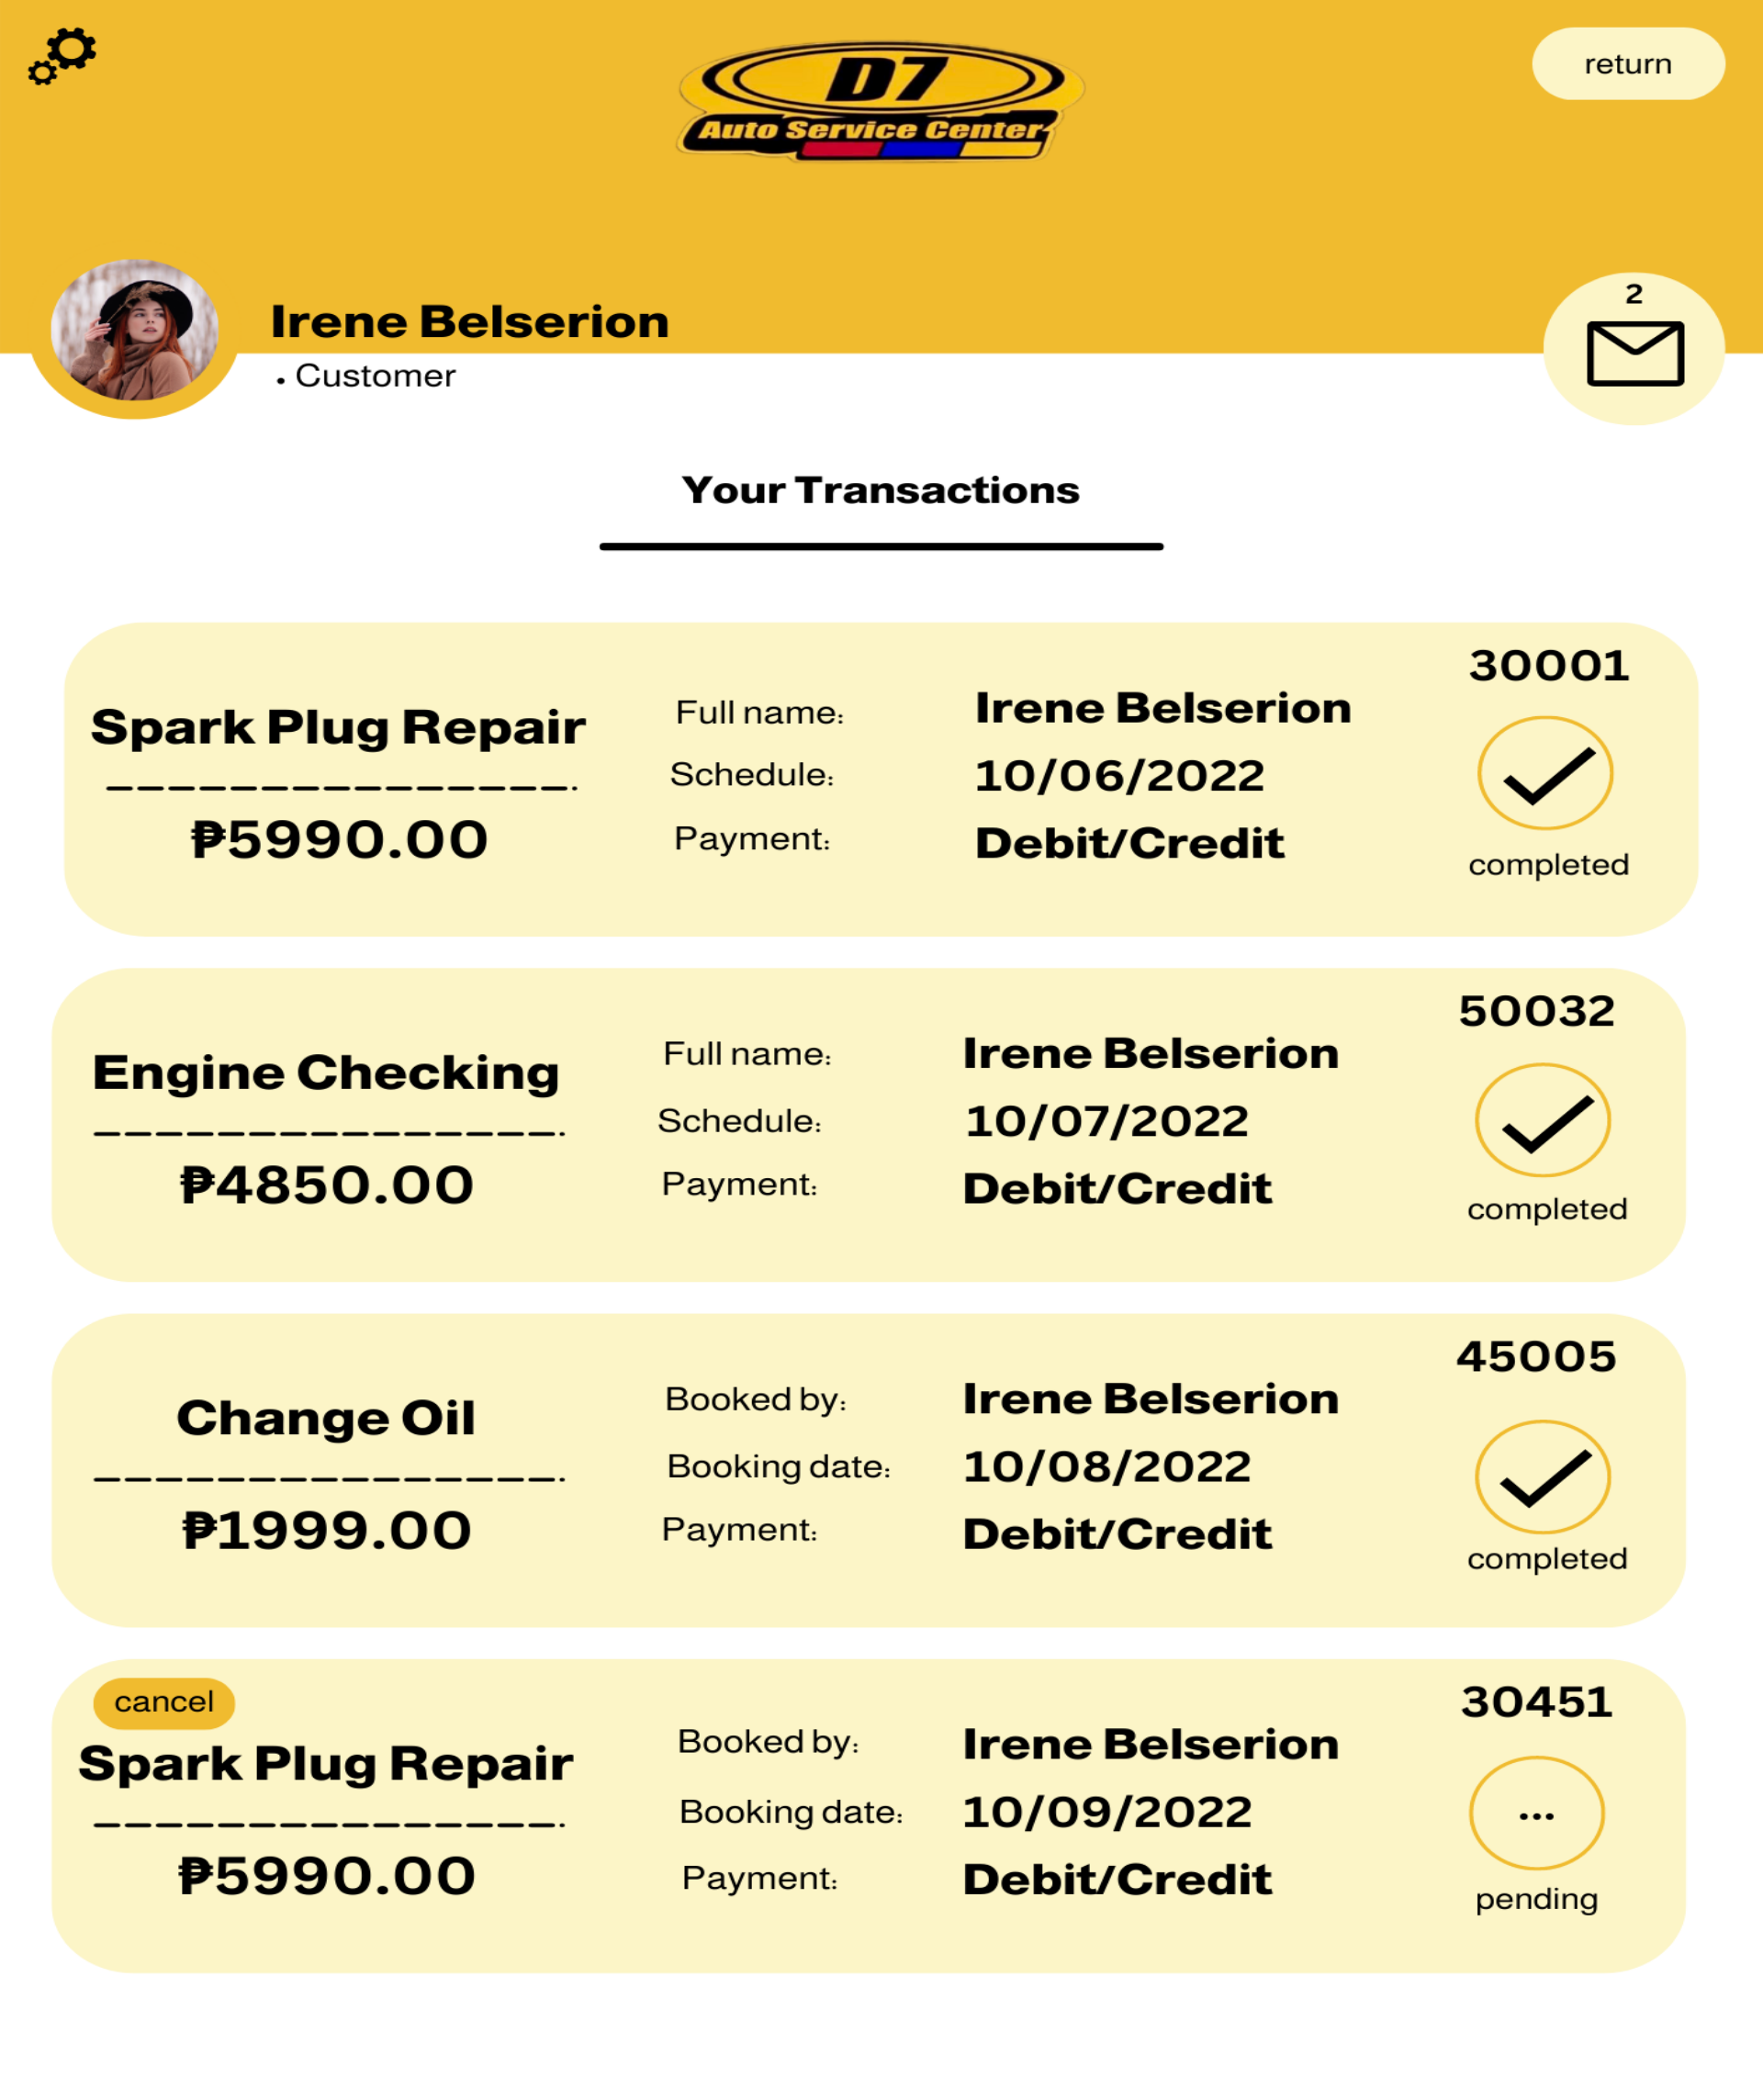 D7
Auto Service Center
return
2
Irene Belserion
• Customer
Your Transactions
30001
Spark Plug Repair
₱5990.00
Full name: Irene Belserion
Schedule: 10/06/2022
Payment: Debit/Credit
completed
50032
Engine Checking
₱4850.00
Full name: Irene Belserion
Schedule: 10/07/2022
Payment: Debit/Credit
completed
45005
Change Oil
₱1999.00
Booked by: Irene Belserion
Booking date: 10/08/2022
Payment: Debit/Credit
completed
cancel
30451
Spark Plug Repair
₱5990.00
Booked by: Irene Belserion
Booking date: 10/09/2022
Payment: Debit/Credit
...
pending